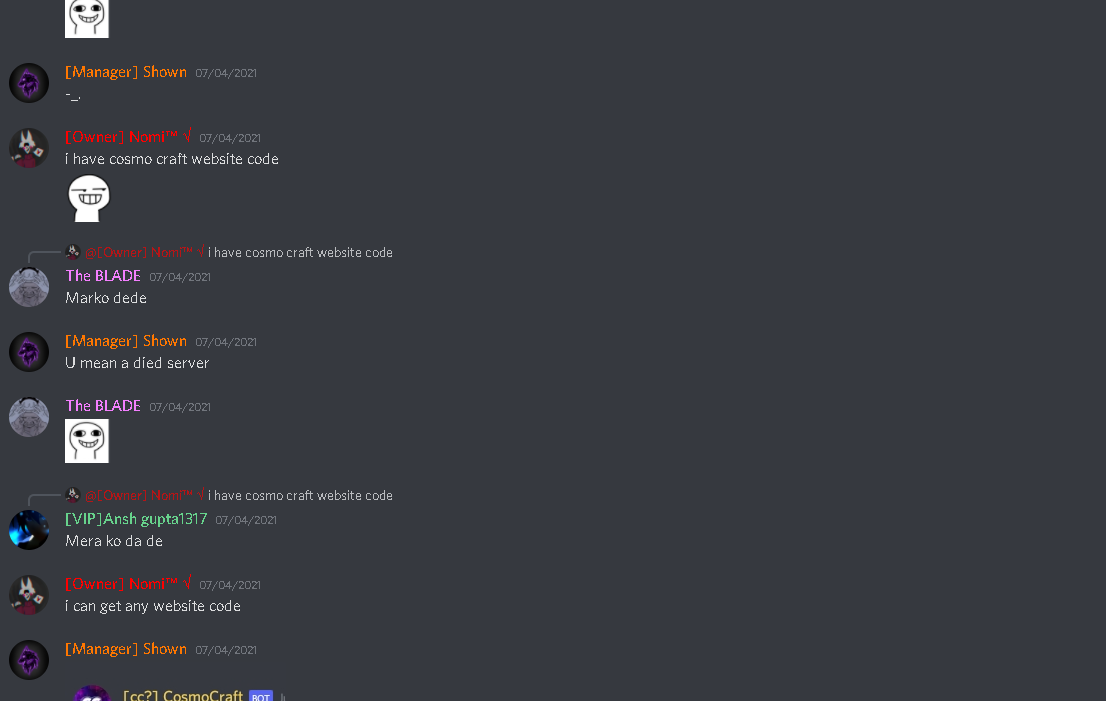 [Manager] Shown 07/04/2021
-_.
[Owner] Nomi™ √ 07/04/2021
i have cosmo craft website code
@[Owner] Nomi™ √ i have cosmo craft website code
The BLADE 07/04/2021
Marko dede
[Manager] Shown 07/04/2021
U mean a died server
The BLADE 07/04/2021
@[Owner] Nomi™ √ i have cosmo craft website code
[VIP]Ansh gupta1317 07/04/2021
Mera ko da de
[Owner] Nomi™ √ 07/04/2021
i can get any website code
[Manager] Shown 07/04/2021
[cc?] CosmoCraft BOT